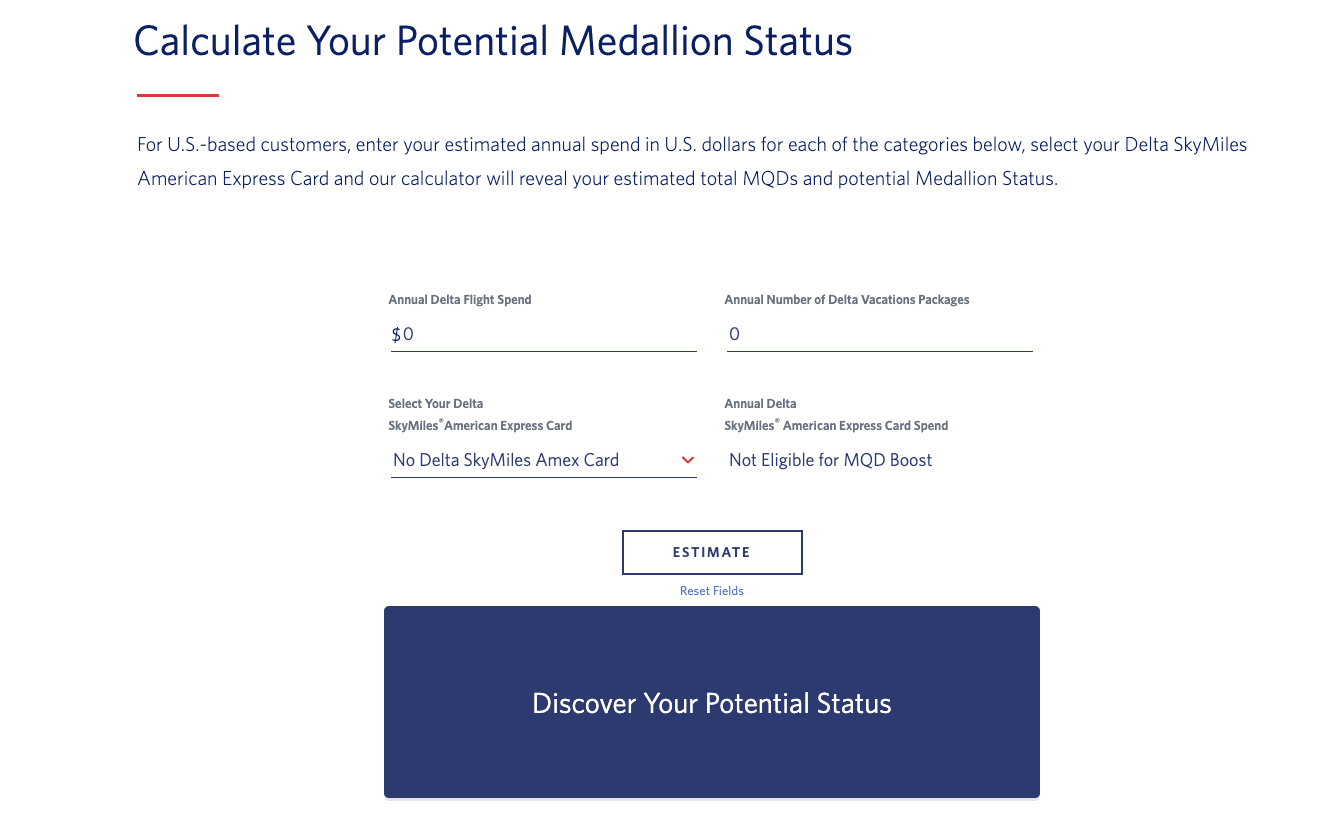 Calculate Your Potential Medallion Status
For U.S.-based customers, enter your estimated annual spend in U.S. dollars for each of the categories below, select your Delta SkyMiles
American Express Card and our calculator will reveal your estimated total MQDs and potential Medallion Status.
Annual Delta Flight Spend
$0
Annual Number of Delta Vacations Packages
0
Select Your Delta
SkyMiles®American Express Card
No Delta SkyMiles Amex Card
Annual Delta
SkyMiles® American Express Card Spend
Not Eligible for MQD Boost
ESTIMATE
Reset Fields
Discover Your Potential Status